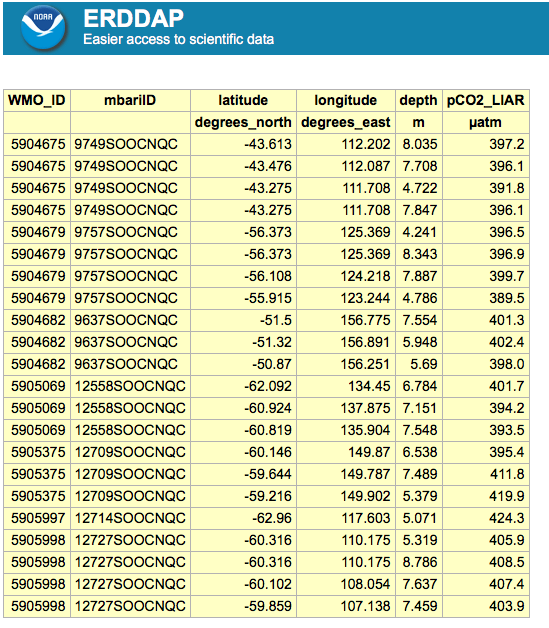 NOAA
ERDDAP
Easier access to scientific data
WMO_ID mbariID latitude longitude depth pCO2_LIAR
degrees_north degrees_east m µatm
5904675 9749SOOCNQC -43.613 112.202 8.035 397.2
5904675 9749SOOCNQC -43.476 112.087 7.708 396.1
5904675 9749SOOCNQC -43.275 111.708 4.722 391.8
5904675 9749SOOCNQC -43.275 111.708 7.847 396.1
5904679 9757SOOCNQC -56.373 125.369 4.241 396.5
5904679 9757SOOCNQC -56.373 125.369 8.343 396.9
5904679 9757SOOCNQC -56.108 124.218 7.887 399.7
5904679 9757SOOCNQC -55.915 123.244 4.786 389.5
5904682 9637SOOCNQC -51.5 156.775 7.554 401.3
5904682 9637SOOCNQC -51.32 156.891 5.948 402.4
5904682 9637SOOCNQC -50.87 156.251 5.69 398.0
5905069 12558SOOCNQC -62.092 134.45 6.784 401.7
5905069 12558SOOCNQC -60.924 137.875 7.151 394.2
5905069 12558SOOCNQC -60.819 135.904 7.548 393.5
5905375 12709SOOCNQC -60.146 149.87 6.538 395.4
5905375 12709SOOCNQC -59.644 149.787 7.489 411.8
5905375 12709SOOCNQC -59.216 149.902 5.379 419.9
5905997 12714SOOCNQC -62.96 117.603 5.071 424.3
5905998 12727SOOCNQC -60.316 110.175 5.319 405.9
5905998 12727SOOCNQC -60.316 110.175 8.786 408.5
5905998 12727SOOCNQC -60.102 108.054 7.637 407.4
5905998 12727SOOCNQC -59.859 107.138 7.459 403.9